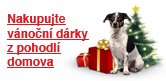 Nakupujte
vánoční dárky
z pohodlí
domova